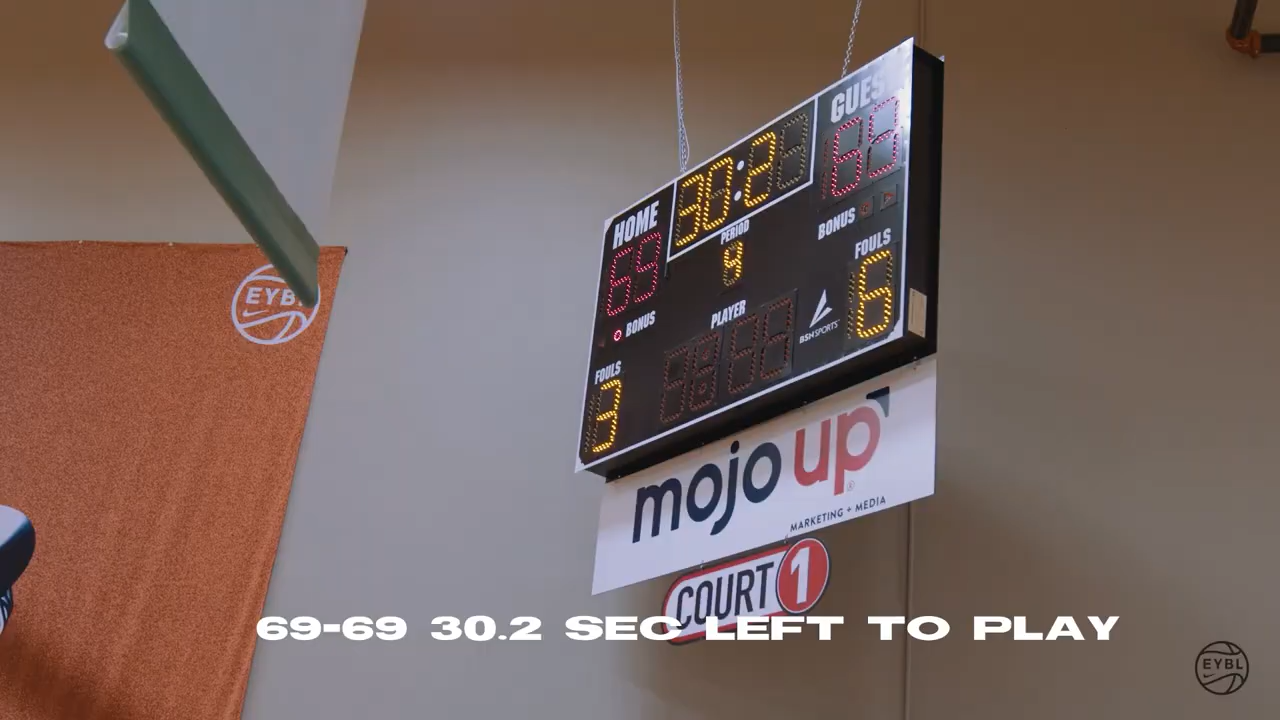 GUEST
30:2
69
HOME
PERIOD
BONUS
69
4
FOULS
PLAYER
BONUS
6
BSN SPORTS
FOULS
3
EYBL
mojo up
MARKETING + MEDIA
COURT 1
69-69 30.2 SEC LEFT TO PLAY
EYBL